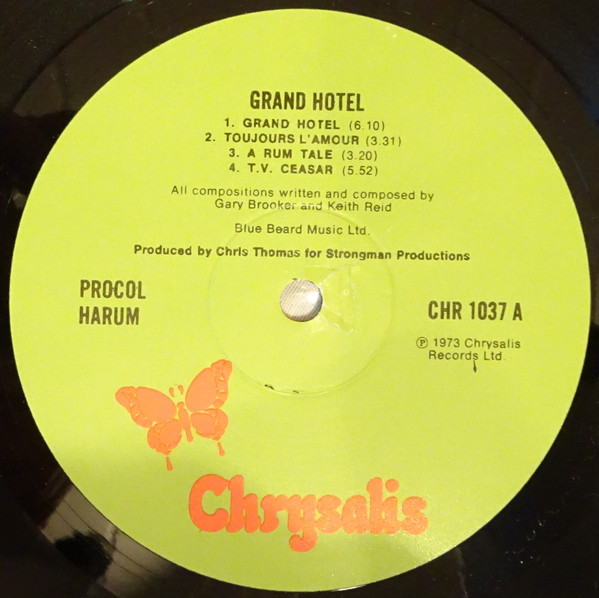 GRAND HOTEL
1. GRAND HOTEL (6.10)
2. TOUJOURS L'AMOUR (3.31)
3. A RUM TALE (3.20)
4. T.V. CEASAR (5.52)
All compositions written and composed by
Gary Brooker and Keith Reid
Blue Beard Music Ltd.
Produced by Chris Thomas for Strongman Productions
PROCOL
HARUM
CHR 1037 A
℗ 1973 Chrysalis
Records Ltd.
Chrysalis